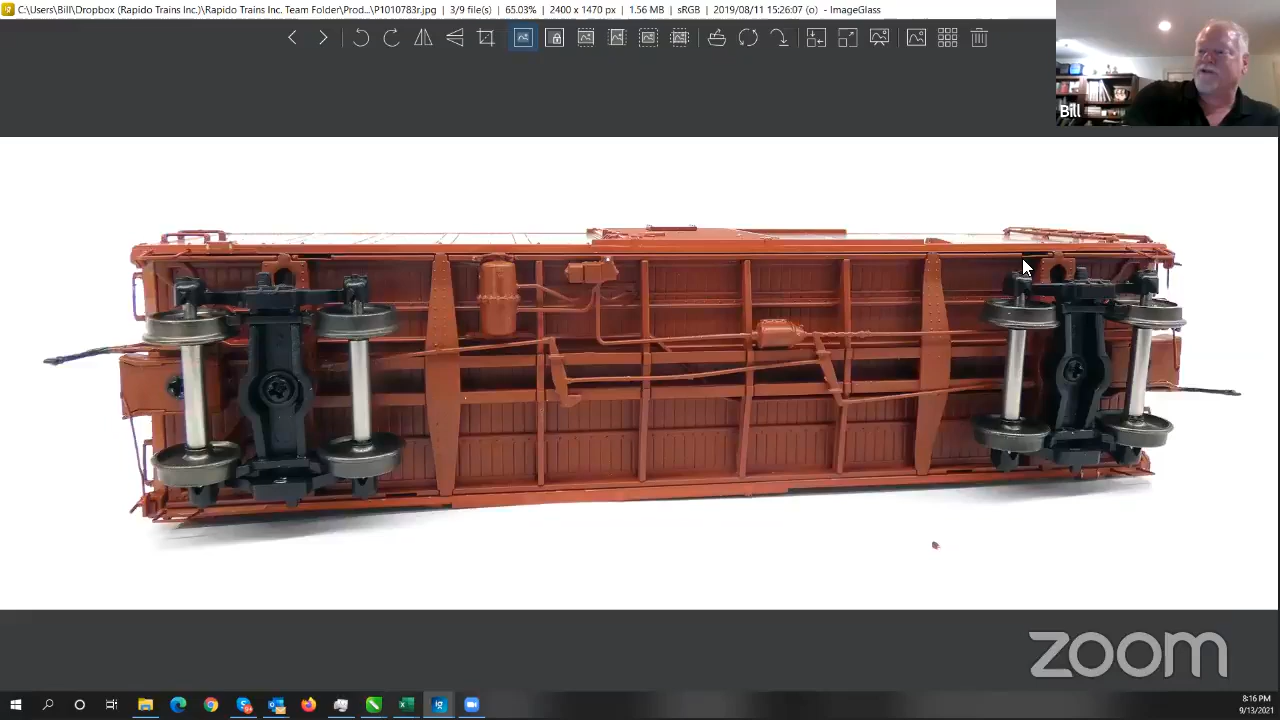 C:\Users\Bill\Dropbox (Rapido Trains Inc.)\Rapido Trains Inc. Team Folder\Prod...\P1010783r.jpg | 3/9 file(s) | 65.03% | 2400 x 1470 px | 1.56 MB | sRGB | 2019/08/11 15:26:07 (o) - ImageGlass
Bill
zoom
8:16 PM
9/13/2021